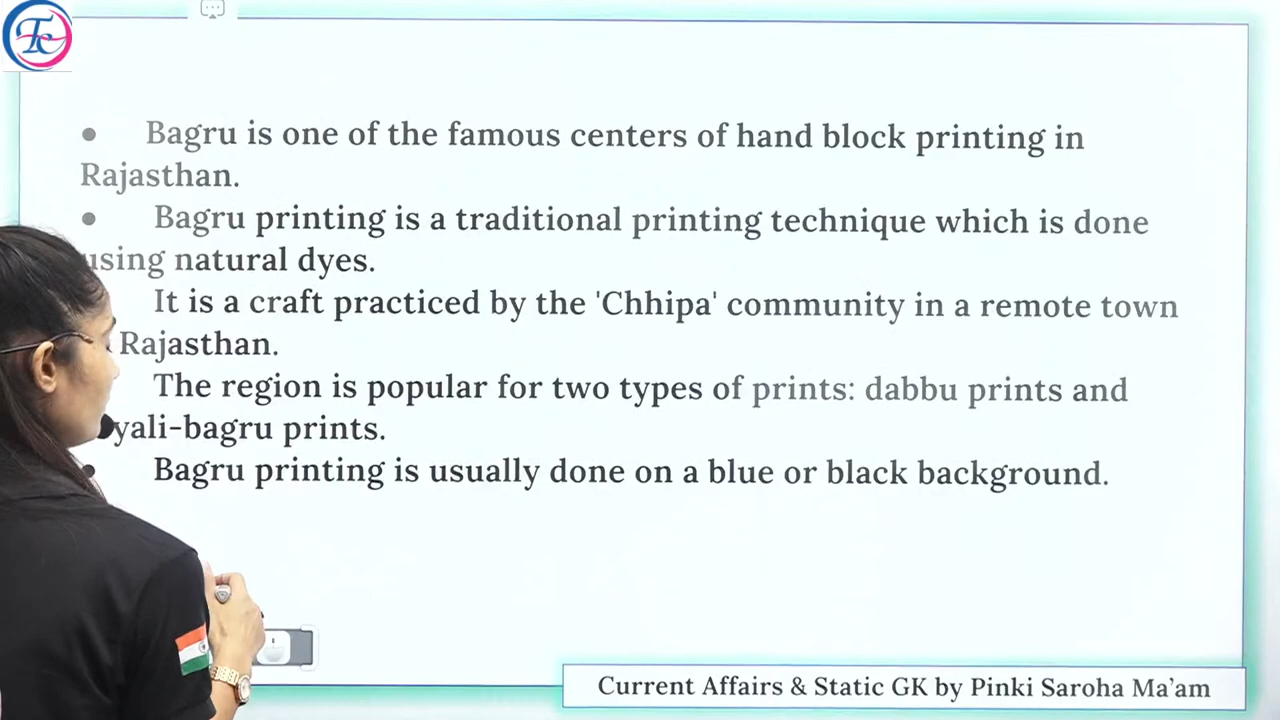 Tc
● Bagru is one of the famous centers of hand block printing in
Rajasthan.
● Bagru printing is a traditional printing technique which is done
using natural dyes.
It is a craft practiced by the 'Chhipa' community in a remote town
Rajasthan.
The region is popular for two types of prints: dabbu prints and
yali-bagru prints.
● Bagru printing is usually done on a blue or black background.
Current Affairs & Static GK by Pinki Saroha Ma’am